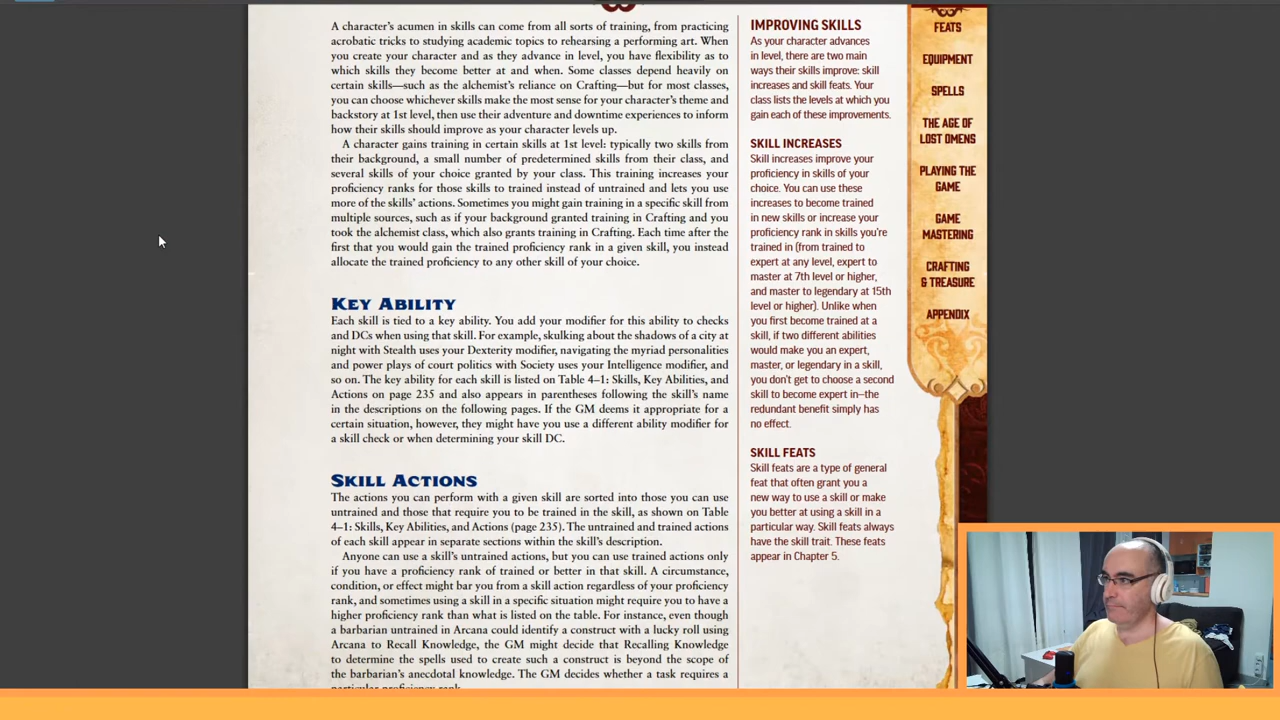 A character's acumen in skills can come from all sorts of training, from practicing
acrobatic tricks to studying academic topics to rehearsing a performing art. When
you create your character and as they advance in level, you have flexibility as to
which skills they become better at and when. Some classes depend heavily on
certain skills—such as the alchemist's reliance on Crafting—but for most classes,
you can choose whichever skills make the most sense for your character's theme and
backstory at 1st level, then use their adventure and downtime experiences to inform
how their skills should improve as your character levels up.
A character gains training in certain skills at 1st level: typically two skills from
their background, a small number of predetermined skills from their class, and
several skills of your choice granted by your class. This training increases your
proficiency ranks for those skills to trained instead of untrained and lets you use
more of the skills' actions. Sometimes you might gain training in a specific skill from
multiple sources, such as if your background granted training in Crafting and you
took the alchemist class, which also grants training in Crafting. Each time after the
first that you would gain the trained proficiency rank in a given skill, you instead
allocate the trained proficiency to any other skill of your choice.
KEY ABILITY
Each skill is tied to a key ability. You add your modifier for this ability to checks
and DCs when using that skill. For example, skulking about the shadows of a city at
night with Stealth uses your Dexterity modifier, navigating the myriad personalities
and power plays of court politics with Society uses your Intelligence modifier, and
so on. The key ability for each skill is listed on Table 4–1: Skills, Key Abilities, and
Actions on page 235 and also appears in parentheses following the skill's name
in the descriptions on the following pages. If the GM deems it appropriate for a
certain situation, however, they might have you use a different ability modifier for
a skill check or when determining your skill DC.
SKILL ACTIONS
The actions you can perform with a given skill are sorted into those you can use
untrained and those that require you to be trained in the skill, as shown on Table
4–1: Skills, Key Abilities, and Actions (page 235). The untrained and trained actions
of each skill appear in separate sections within the skill's description.
Anyone can use a skill's untrained actions, but you can use trained actions only
if you have a proficiency rank of trained or better in that skill. A circumstance,
condition, or effect might bar you from a skill action regardless of your proficiency
rank, and sometimes using a skill in a specific situation might require you to have a
higher proficiency rank than what is listed on the table. For instance, even though
a barbarian untrained in Arcana could identify a construct with a lucky roll using
Arcana to Recall Knowledge, the GM might decide that Recalling Knowledge
to determine the spells used to create such a construct is beyond the scope of
the barbarian's anecdotal knowledge. The GM decides whether a task requires a
particular proficiency rank.
IMPROVING SKILLS
As your character advances
in level, there are two main
ways their skills improve: skill
increases and skill feats. Your
class lists the levels at which you
gain each of these improvements.
SKILL INCREASES
Skill increases improve your
proficiency in skills of your
choice. You can use these
increases to become trained
in new skills or increase your
proficiency rank in skills you're
trained in (from trained to
expert at any level, expert to
master at 7th level or higher,
and master to legendary at 15th
level or higher). Unlike when
you first become trained at a
skill, if two different abilities
would make you an expert,
master, or legendary in a skill,
you don't get to choose a second
skill to become expert in—the
redundant benefit simply has
no effect.
SKILL FEATS
Skill feats are a type of general
feat that often grant you a
new way to use a skill or make
you better at using a skill in a
particular way. Skill feats always
have the skill trait. These feats
appear in Chapter 5.
FEATS
EQUIPMENT
SPELLS
THE AGE OF
LOST OMENS
PLAYING THE
GAME
GAME
MASTERING
CRAFTING
& TREASURE
APPENDIX